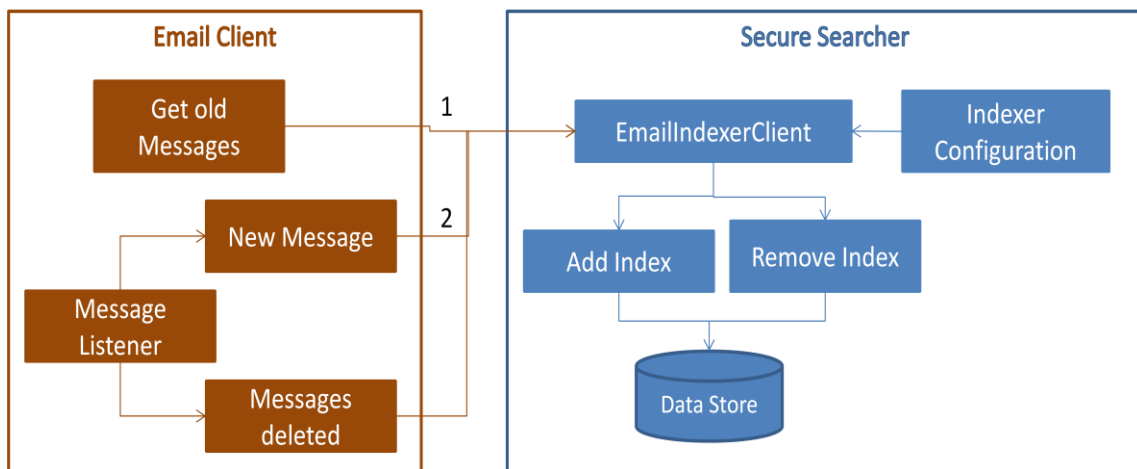 Email Client
Get old
Messages
1
New Message
2
Message
Listener
Messages
deleted
Secure Searcher
EmailIndexerClient
Indexer
Configuration
Add Index
Remove Index
Data Store